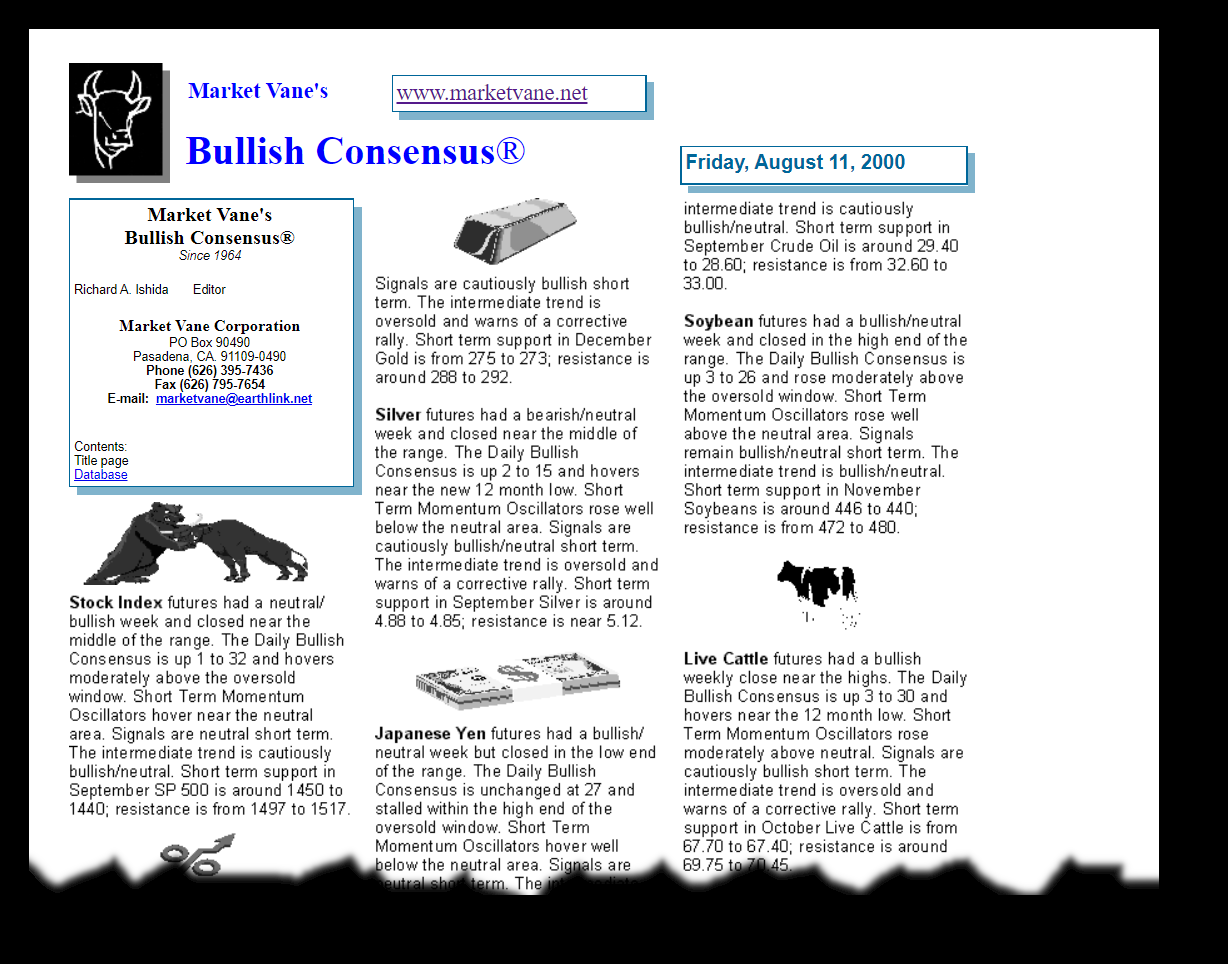 Market Vane's
www.marketvane.net
Bullish Consensus®
Friday, August 11, 2000
Market Vane's
Bullish Consensus®
Since 1964
Richard A. Ishida Editor
Market Vane Corporation
PO Box 90490
Pasadena, CA. 91109-0490
Phone (626) 395-7436
Fax (626) 795-7654
E-mail: marketvane@earthlink.net
Contents:
Title page
Database
Stock Index futures had a neutral/
bullish week and closed near the
middle of the range. The Daily Bullish
Consensus is up 1 to 32 and hovers
moderately above the oversold
window. Short Term Momentum
Oscillators hover near the neutral
area. Signals are neutral short term.
The intermediate trend is cautiously
bullish/neutral. Short term support in
September SP 500 is around 1450 to
1440; resistance is from 1497 to 1517.
Signals are cautiously bullish short
term. The intermediate trend is
oversold and warns of a corrective
rally. Short term support in December
Gold is from 275 to 273; resistance is
around 288 to 292.
Silver futures had a bearish/neutral
week and closed near the middle of
the range. The Daily Bullish
Consensus is up 2 to 15 and hovers
near the new 12 month low. Short
Term Momentum Oscillators rose well
below the neutral area. Signals are
cautiously bullish/neutral short term.
The intermediate trend is oversold and
warns of a corrective rally. Short term
support in September Silver is around
4.88 to 4.85; resistance is near 5.12.
Japanese Yen futures had a bullish/
neutral week but closed in the low end
of the range. The Daily Bullish
Consensus is unchanged at 27 and
stalled within the high end of the
oversold window. Short Term
Momentum Oscillators hover well
below the neutral area. Signals are
neutral short term. The intermediate
intermediate trend is cautiously
bullish/neutral. Short term support in
September Crude Oil is around 29.40
to 28.60; resistance is from 32.60 to
33.00.
Soybean futures had a bullish/neutral
week and closed in the high end of the
range. The Daily Bullish Consensus is
up 3 to 26 and rose moderately above
the oversold window. Short Term
Momentum Oscillators rose well
above the neutral area. Signals
remain bullish/neutral short term. The
intermediate trend is bullish/neutral.
Short term support in November
Soybeans is around 446 to 440;
resistance is from 472 to 480.
Live Cattle futures had a bullish
weekly close near the highs. The Daily
Bullish Consensus is up 3 to 30 and
hovers near the 12 month low. Short
Term Momentum Oscillators rose
moderately above neutral. Signals are
cautiously bullish short term. The
intermediate trend is oversold and
warns of a corrective rally. Short term
support in October Live Cattle is from
67.70 to 67.40; resistance is around
69.75 to 70.45.